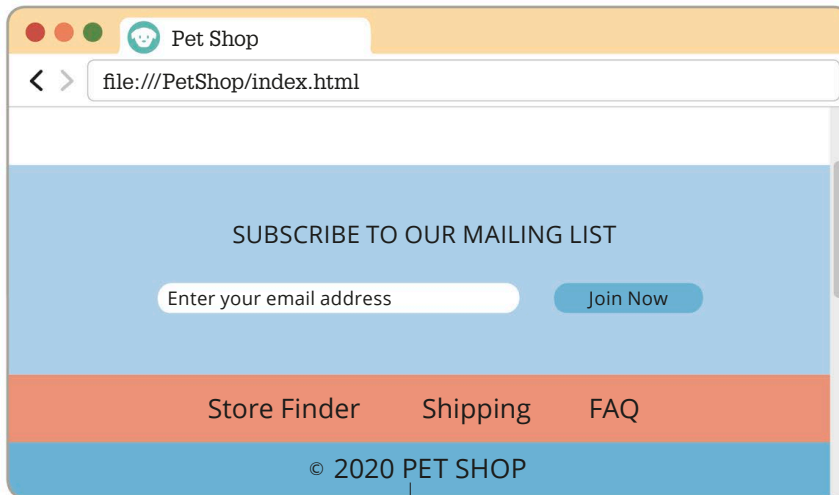 Pet Shop
file:///PetShop/index.html
SUBSCRIBE TO OUR MAILING LIST
Enter your email address
Join Now
Store Finder Shipping FAQ
© 2020 PET SHOP